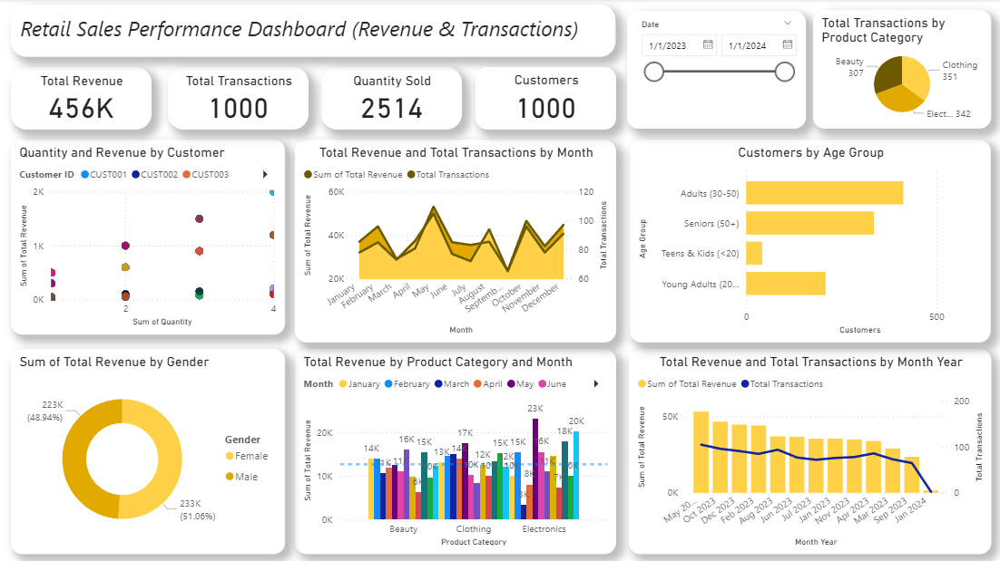 Retail Sales Performance Dashboard (Revenue & Transactions)
Date
1/1/2023
1/1/2024
Total Transactions by
Product Category
Beauty
307
Clothing
351
Elect... 342
Total Revenue
456K
Total Transactions
1000
Quantity Sold
2514
Customers
1000
Quantity and Revenue by Customer
Customer ID CUST001 CUST002 CUST003
Sum of Total Revenue
2K
1K
0K
2 4
Sum of Quantity
Total Revenue and Total Transactions by Month
Sum of Total Revenue Total Transactions
Sum of Total Revenue
60K
40K
20K
120
100
80
60
Total Transactions
January
February
March
April
May
June
July
August
Septemb...
October
November
December
Month
Customers by Age Group
Age Group
Adults (30-50)
Seniors (50+)
Teens & Kids (<20)
Young Adults (20...
0 500
Customers
Sum of Total Revenue by Gender
223K
(48.94%)
233K
(51.06%)
Gender
Female
Male
Total Revenue by Product Category and Month
Month January February March April May June
Sum of Total Revenue
20K
10K
0K
14K
16K
15K
13K
17K
12K
15K
15K
23K
16K
18K
20K
Beauty Clothing Electronics
Product Category
Total Revenue and Total Transactions by Month Year
Sum of Total Revenue Total Transactions
Sum of Total Revenue
50K
0K
200
100
0
Total Transactions
May 20...
Oct 2023
Dec 2023
Feb 2023
Aug 2023
Jun 2023
Jul 2023
Jan 2023
Nov 2023
Apr 2023
Mar 2023
Sep 2023
Jan 2024
Month Year